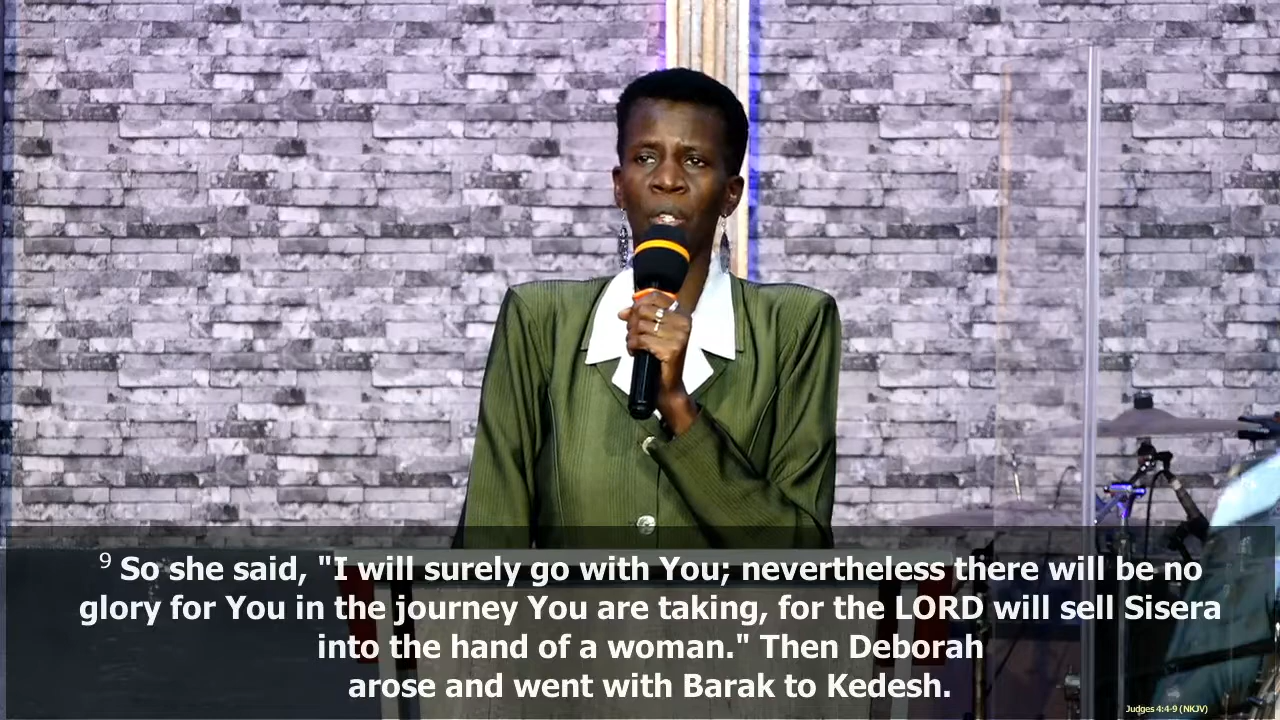 9 So she said, "I will surely go with You; nevertheless there will be no
glory for You in the journey You are taking, for the LORD will sell Sisera
into the hand of a woman." Then Deborah
arose and went with Barak to Kedesh.
Judges 4:4-9 (NKJV)